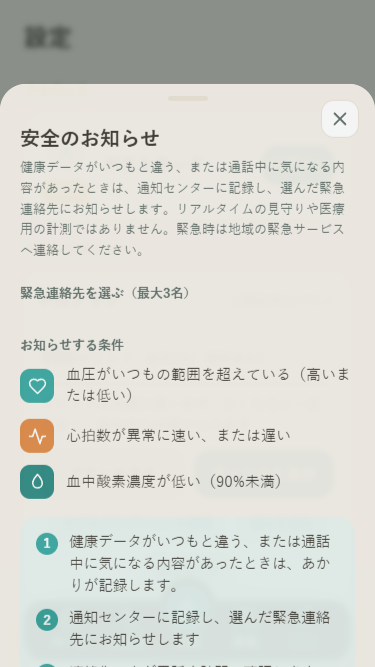 設定
安全のお知らせ
健康データがいつもと違う、または通話中に気になる内
容があったときは、通知センターに記録し、選んだ緊急
連絡先にお知らせします。リアルタイムの見守りや医療
用の計測ではありません。緊急時は地域の緊急サービス
へ連絡してください。
緊急連絡先を選ぶ（最大3名）
お知らせする条件
血圧がいつもの範囲を超えている（高いま
たは低い）
心拍数が異常に速い、または遅い
血中酸素濃度が低い（90%未満）
1 健康データがいつもと違う、または通話
中に気になる内容があったときは、あか
りが記録します。
2 通知センターに記録し、選んだ緊急連絡
先にお知らせします